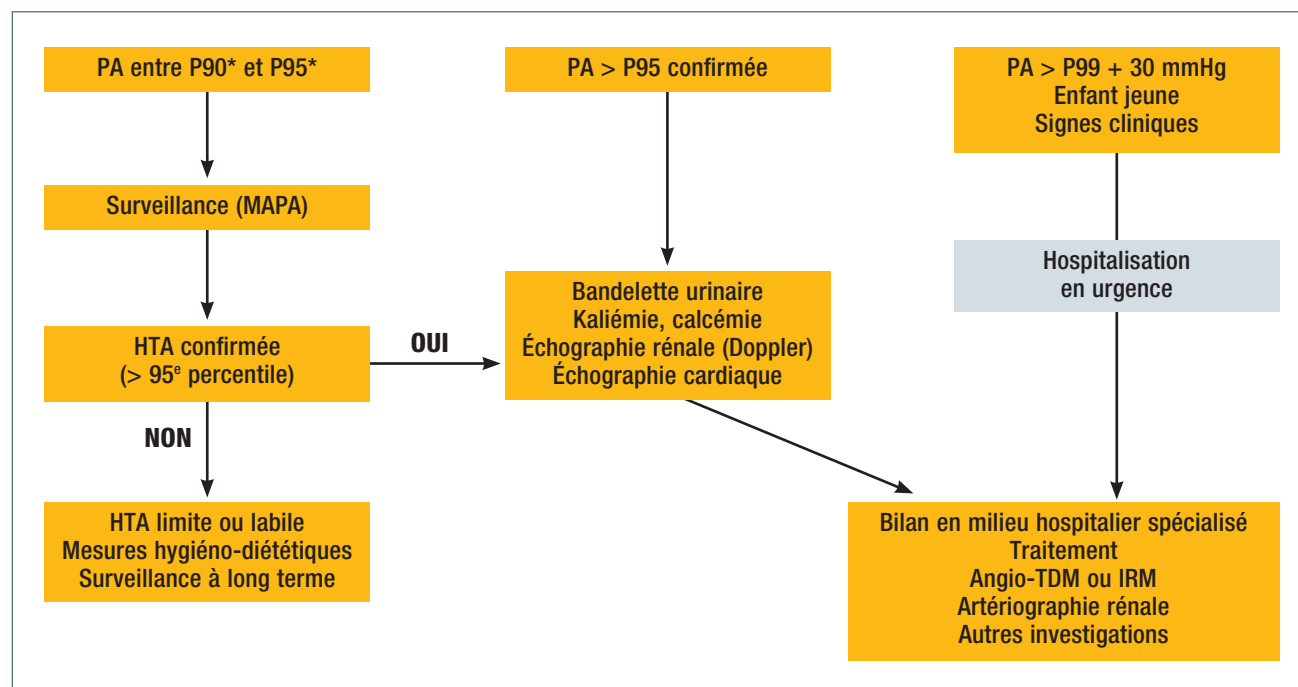 PA entre P90* et P95*
Surveillance (MAPA)
HTA confirmée
(> 95e percentile)
OUI
NON
HTA limite ou labile
Mesures hygiéno-diététiques
Surveillance à long terme
PA > P95 confirmée
Bandelette urinaire
Kaliémie, calcémie
Échographie rénale (Doppler)
Échographie cardiaque
PA > P99 + 30 mmHg
Enfant jeune
Signes cliniques
Hospitalisation
en urgence
Bilan en milieu hospitalier spécialisé
Traitement
Angio-TDM ou IRM
Artériographie rénale
Autres investigations